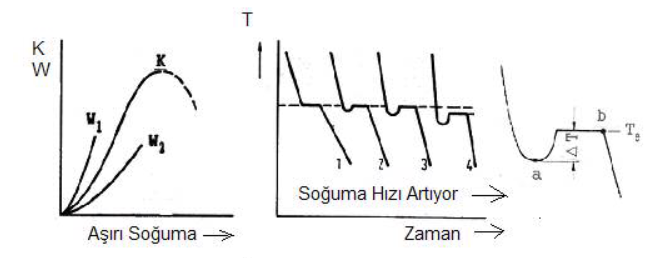 K
W
K
W₁
W₂
Aşırı Soğuma
T
1 2 3 4
Soğuma Hızı Artıyor
Zaman
a
ΔT
b
Tₑ